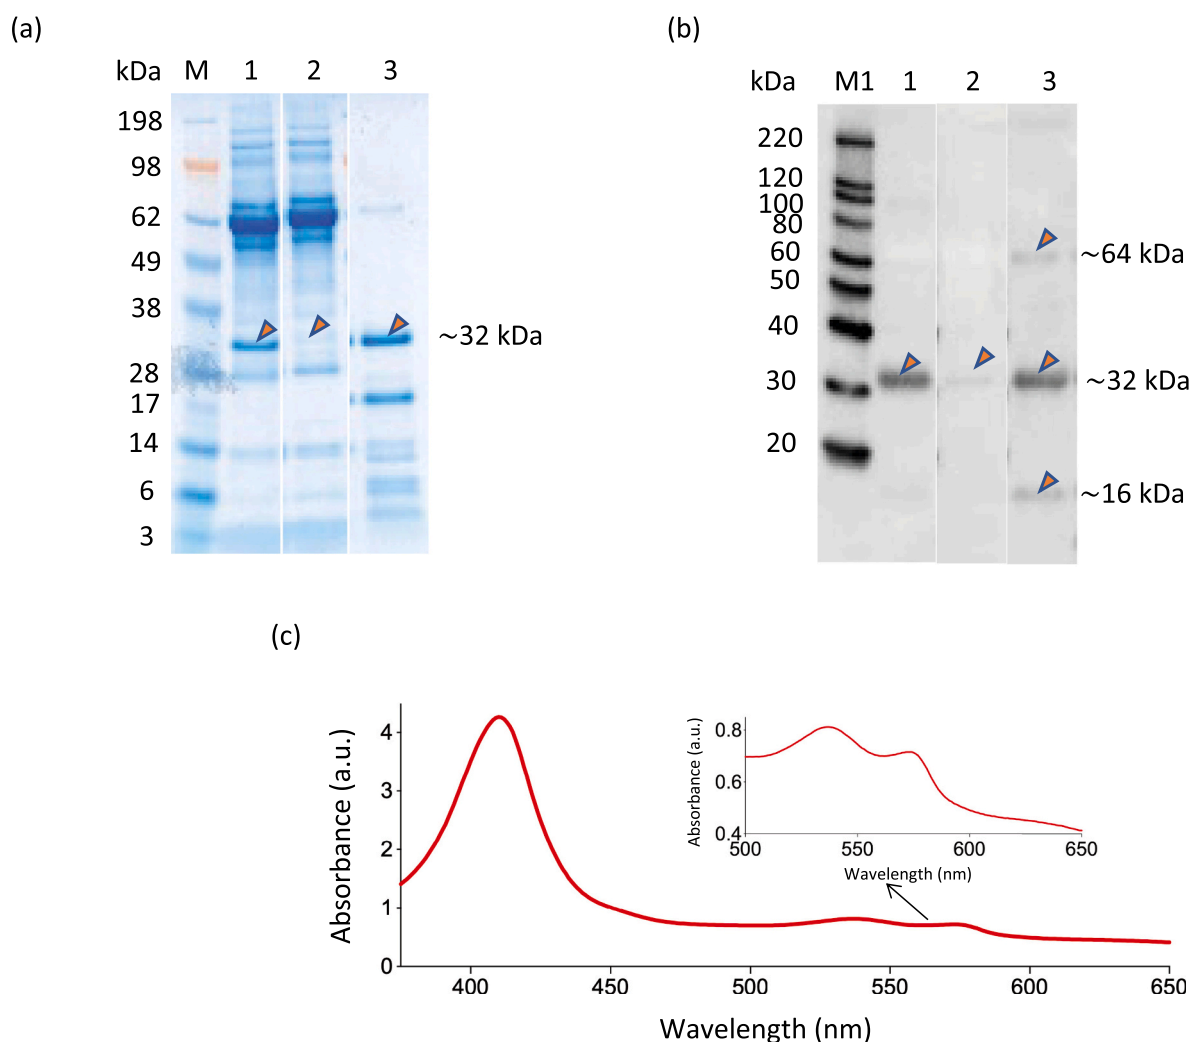 (a)
kDa M 1 2 3
198
98
62
49
38
28
17
14
6
3
~32 kDa
(b)
kDa M1 1 2 3
220
120
100
80
60
50
40
30
20
~64 kDa
~32 kDa
~16 kDa
(c)
Absorbance (a.u.)
4
3
2
1
0
400 450 500 550 600 650
Wavelength (nm)
Absorbance (a.u.)
0.8
0.6
0.4
500 550 600 650
Wavelength (nm)